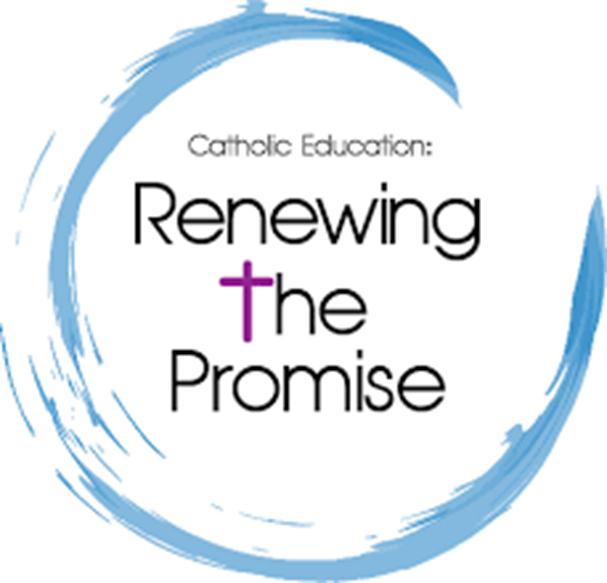 Catholic Education:
Renewing
the
Promise